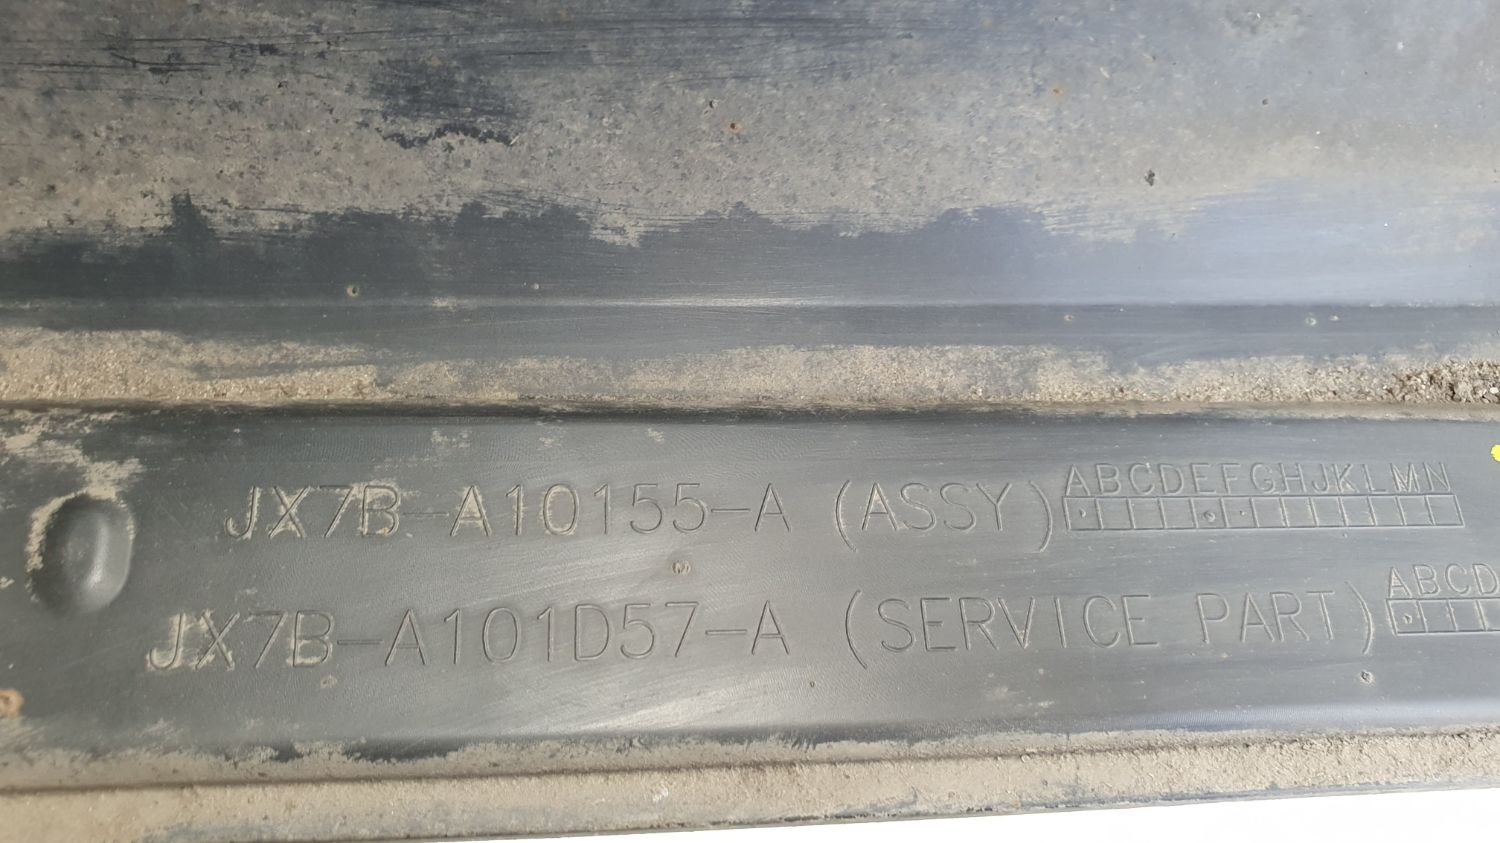 JX7B-A10155-A (ASSY) ABCDEFGHJKLMN
JX7B-A101D57-A (SERVICE PART) ABCD